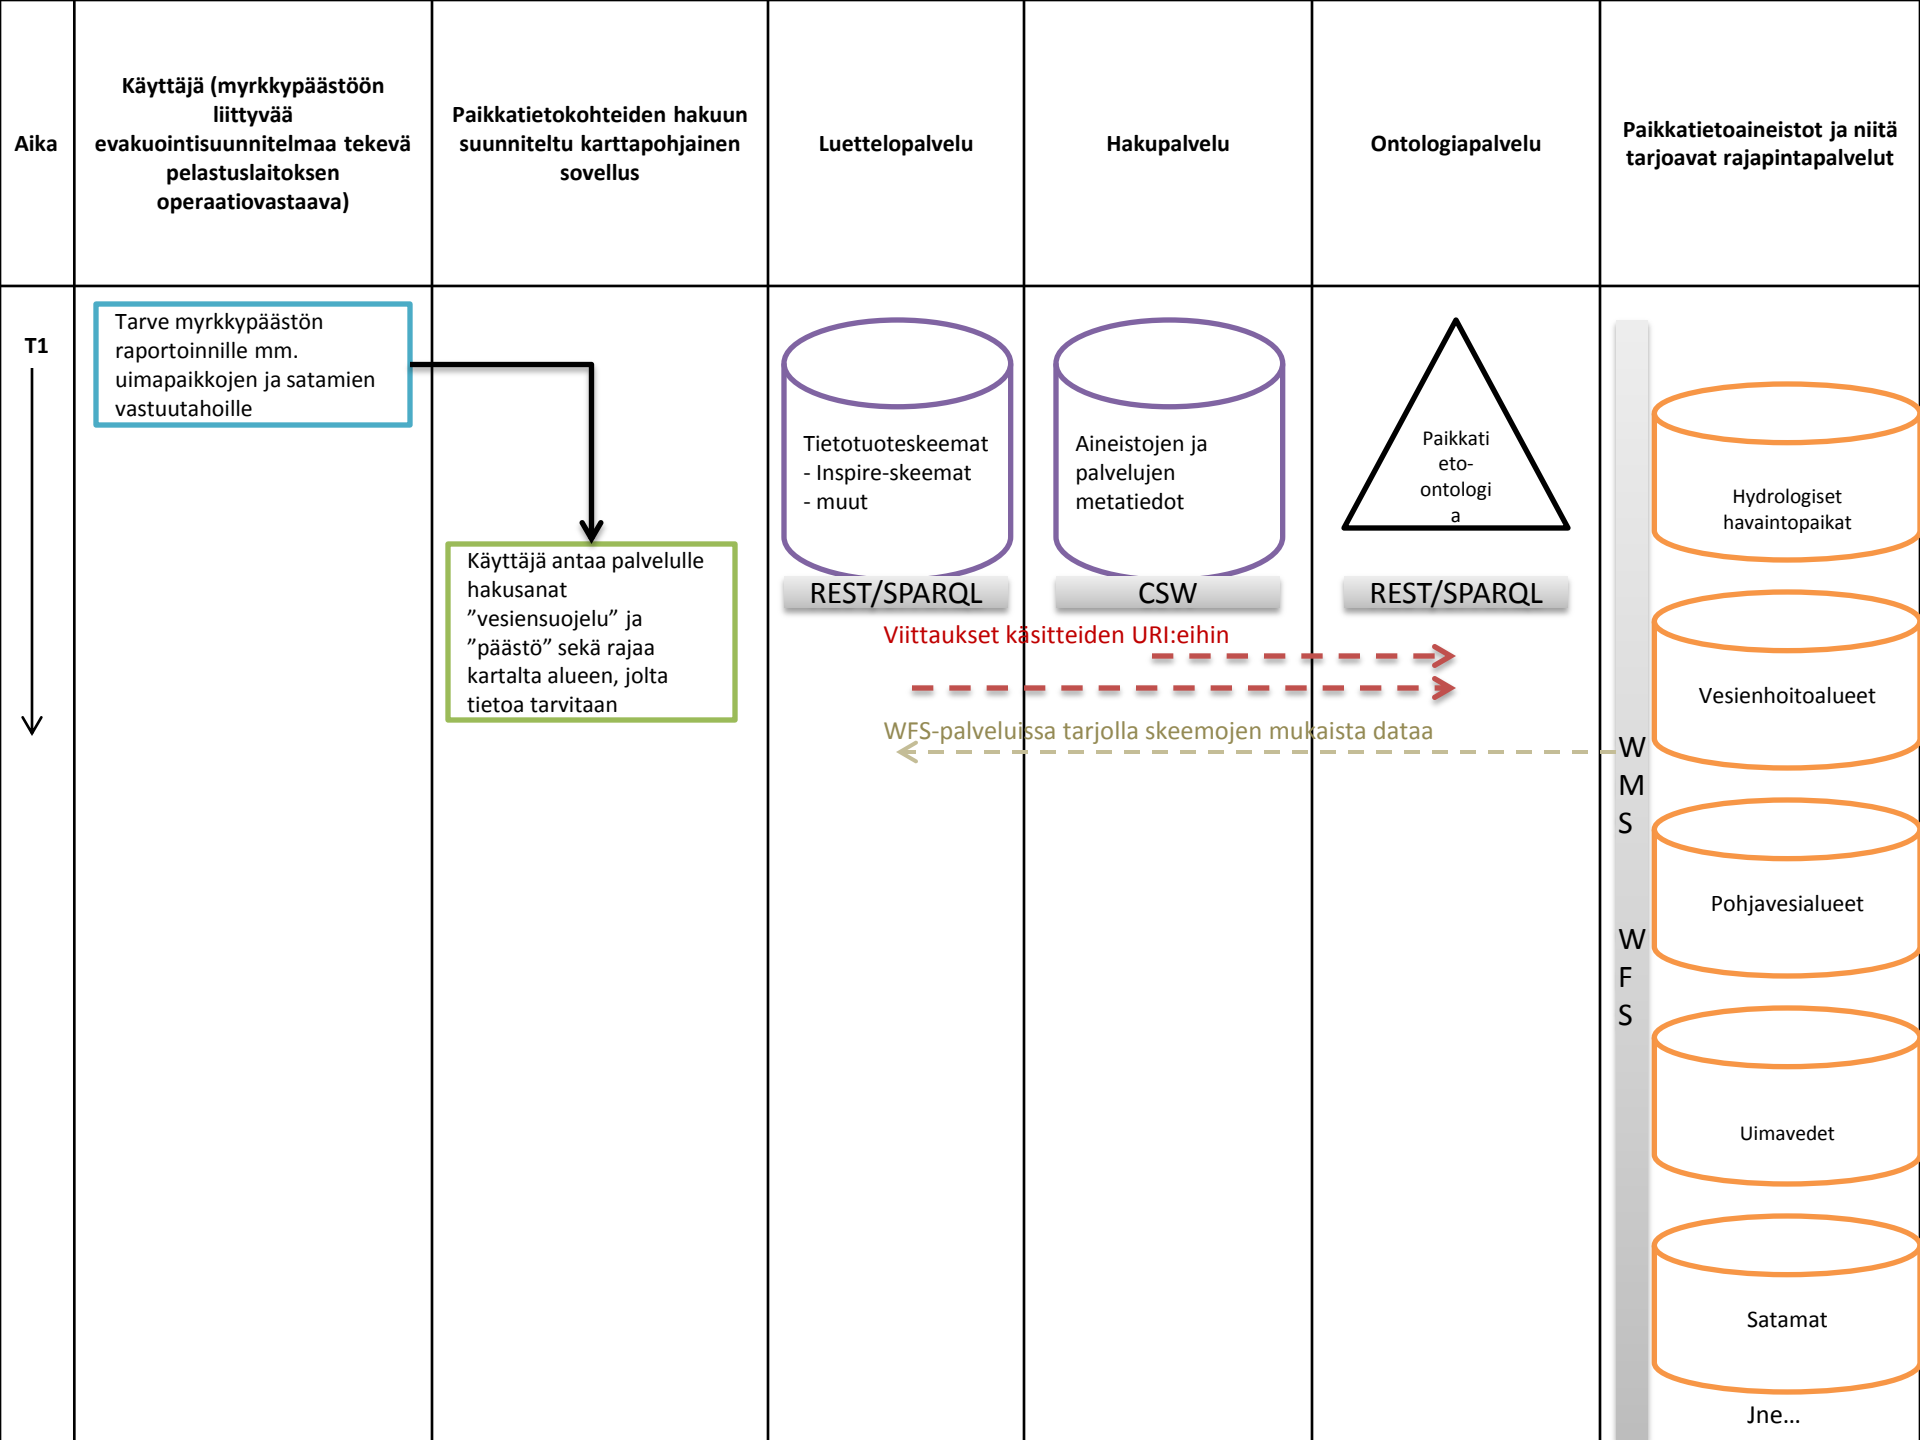 Aika
Käyttäjä (myrkkypäästöön
liittyvää
evakuointisuunnitelmaa tekevä
pelastuslaitoksen
operaatiovastaava)
Paikkatietokohteiden hakuun
suunniteltu karttapohjainen
sovellus
Luettelopalvelu
Hakupalvelu
Ontologiapalvelu
Paikkatietoaineistot ja niitä
tarjoavat rajapintapalvelut
T1
Tarve myrkkypäästön
raportoinnille mm.
uimapaikkojen ja satamien
vastuutahoille
Käyttäjä antaa palvelulle
hakusanat
”vesiensuojelu” ja
”päästö” sekä rajaa
kartalta alueen, jolta
tietoa tarvitaan
Tietotuoteskeemat
- Inspire-skeemat
- muut
REST/SPARQL
Aineistojen ja
palvelujen
metatiedot
CSW
Paikkati
eto-
ontologi
a
REST/SPARQL
Viittaukset käsitteiden URI:eihin
WFS-palveluissa tarjolla skeemojen mukaista dataa
W
M
S
W
F
S
Hydrologiset
havaintopaikat
Vesienhoitoalueet
Pohjavesialueet
Uimavedet
Satamat
Jne...